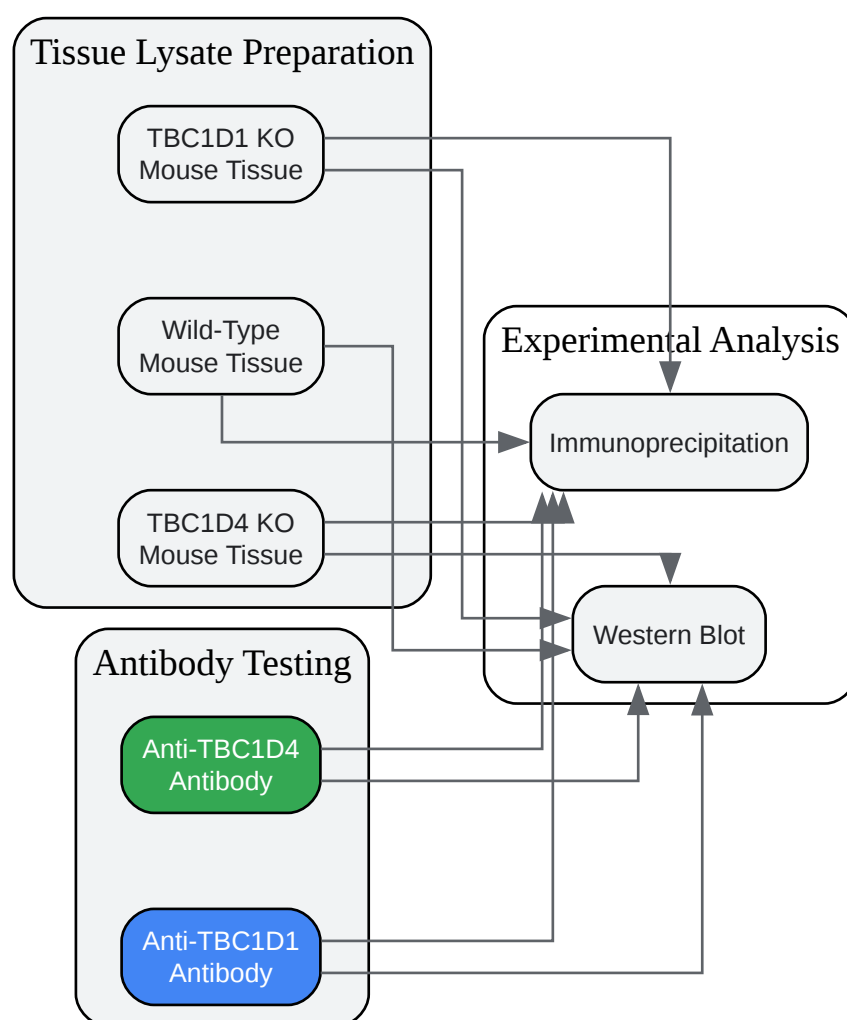 Tissue Lysate Preparation
TBC1D1 KO
Mouse Tissue
Wild-Type
Mouse Tissue
TBC1D4 KO
Mouse Tissue
Experimental Analysis
Immunoprecipitation
Western Blot
Antibody Testing
Anti-TBC1D4
Antibody
Anti-TBC1D1
Antibody